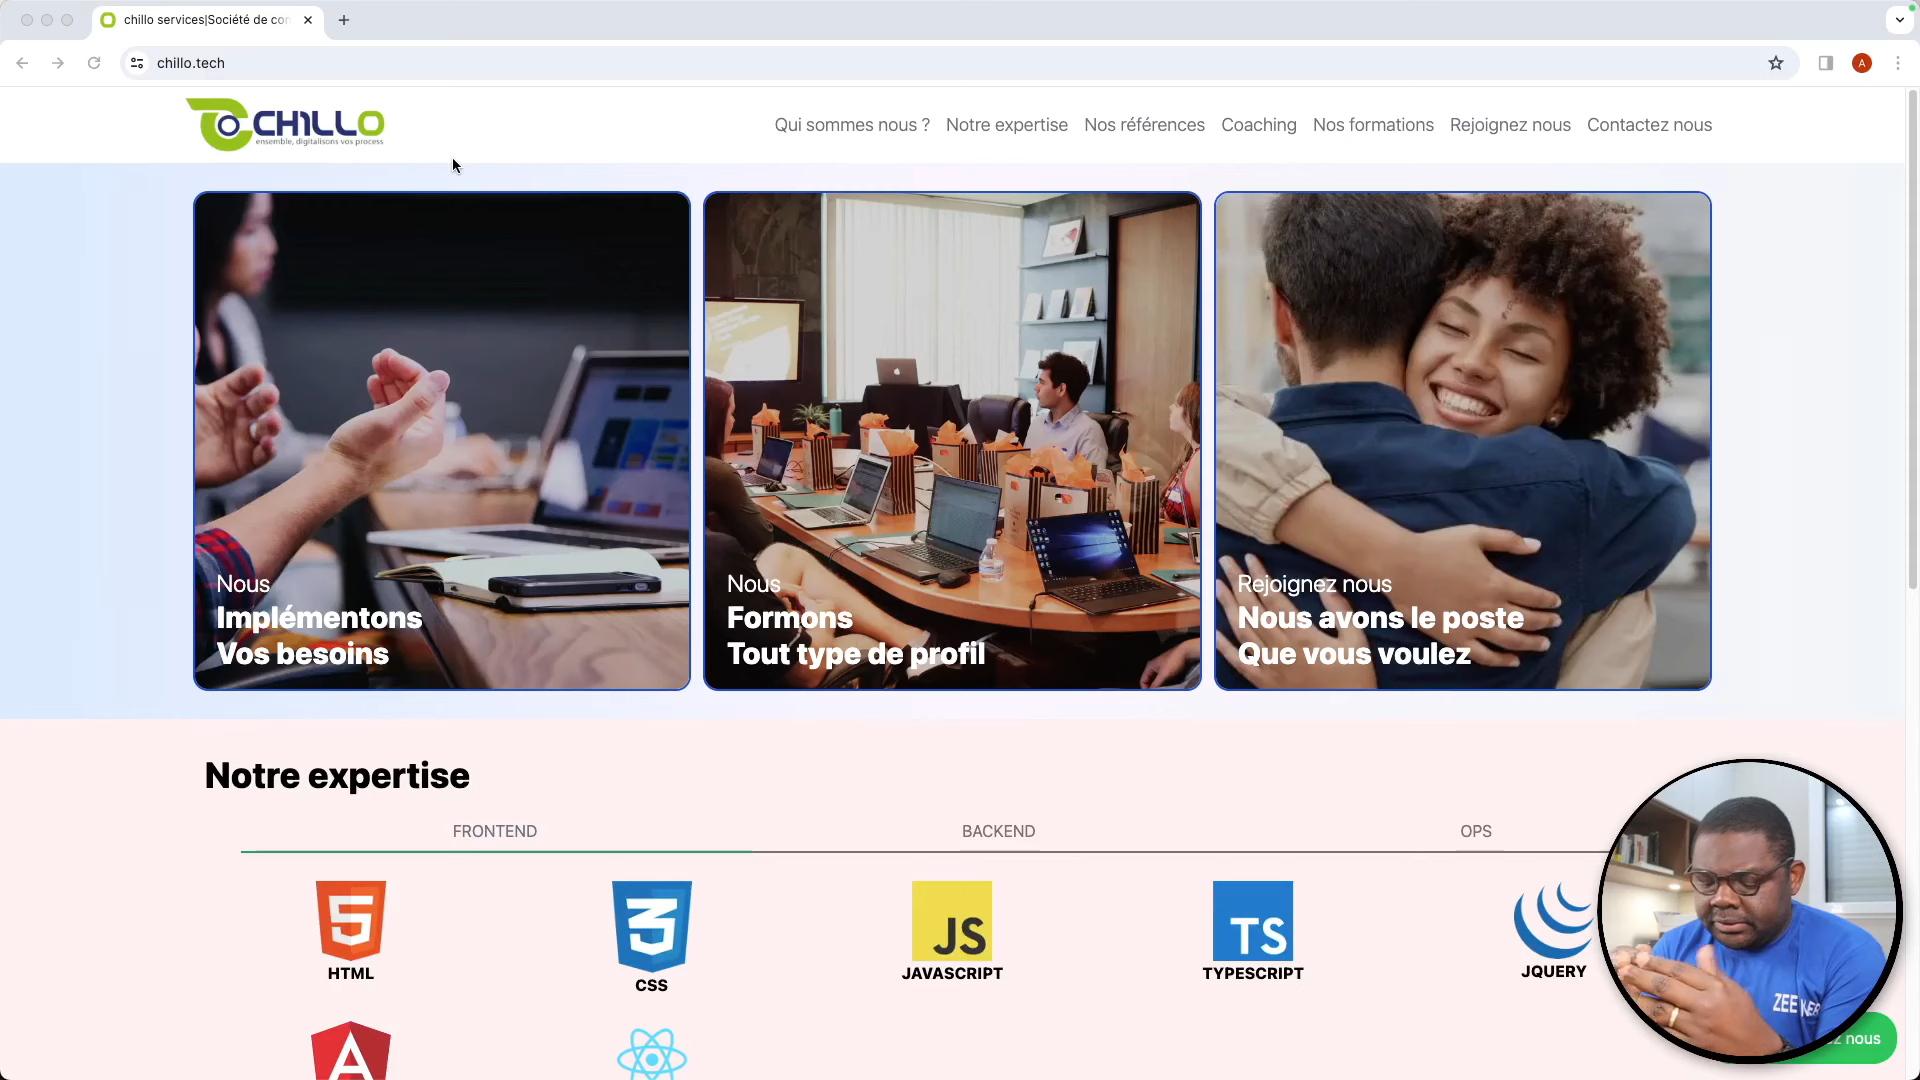 chillo services|Société de con
chillo.tech
A
CHILLO
ensemble, digitalisons vos process
Qui sommes nous ?
Notre expertise
Nos références
Coaching
Nos formations
Rejoignez nous
Contactez nous
Nous
Implémentons
Vos besoins
Nous
Formons
Tout type de profil
Rejoignez nous
Nous avons le poste
Que vous voulez
Notre expertise
FRONTEND
BACKEND
OPS
5
3
JS
TS
HTML
CSS
JAVASCRIPT
TYPESCRIPT
JQUERY
A
nous